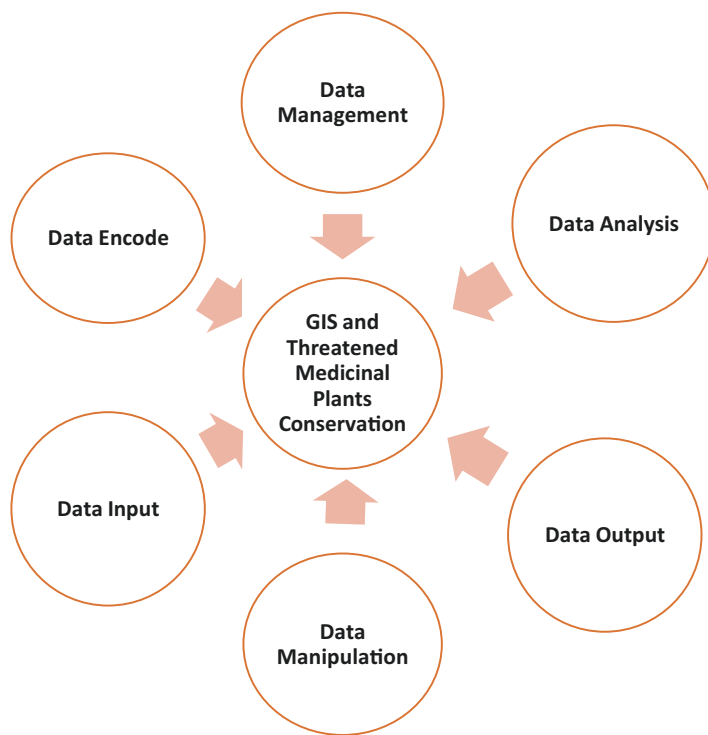 Data
Management
Data Analysis
Data Encode
GIS and
Threatened
Medicinal
Plants
Conservation
Data Input
Data Output
Data
Manipulation